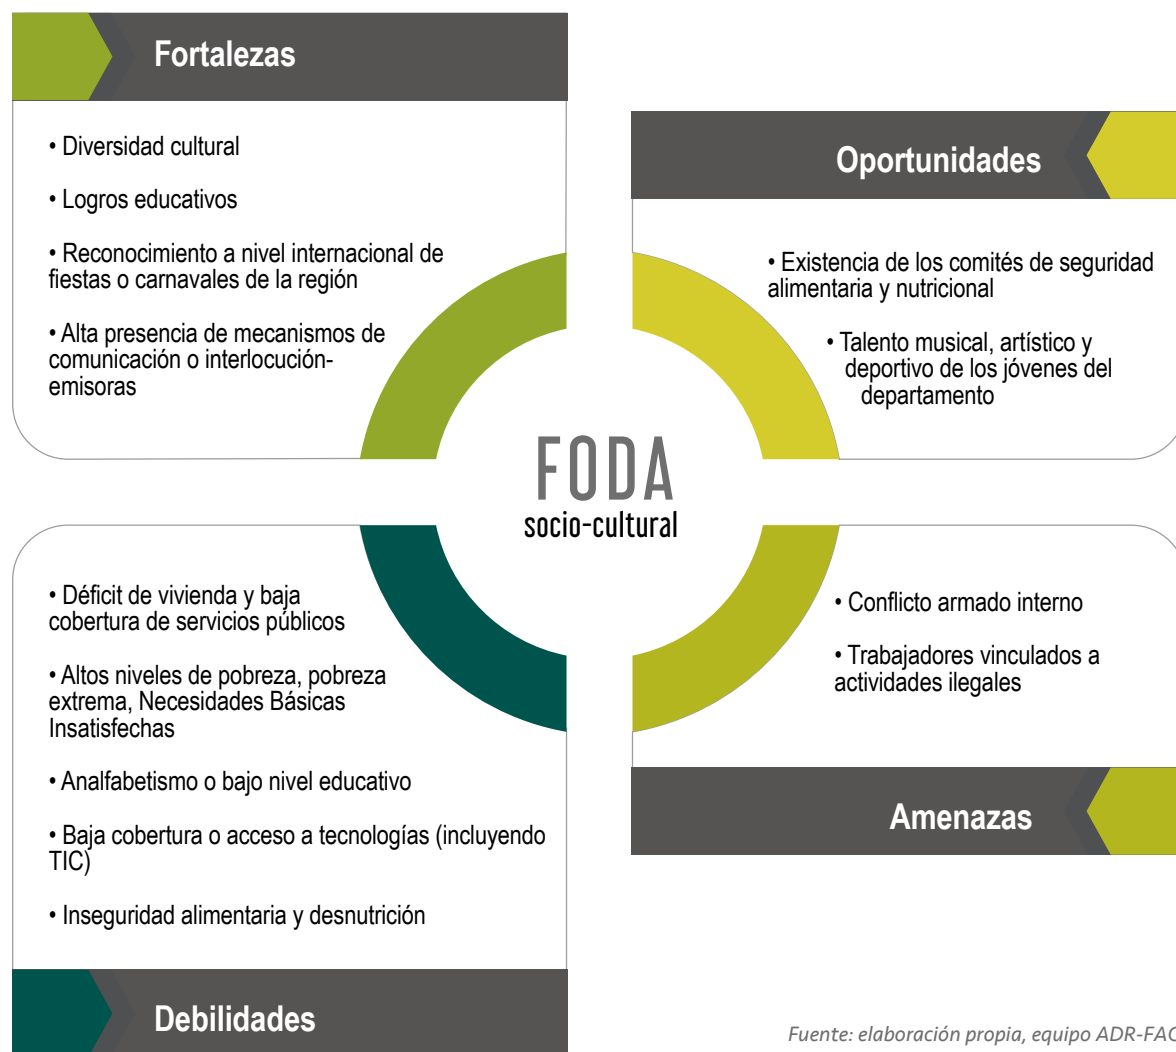 Fortalezas
• Diversidad cultural
• Logros educativos
• Reconocimiento a nivel internacional de
fiestas o carnavales de la región
• Alta presencia de mecanismos de
comunicación o interlocución-
emisoras
Oportunidades
• Existencia de los comités de seguridad
alimentaria y nutricional
• Talento musical, artístico y
deportivo de los jóvenes del
departamento
FODA
socio-cultural
• Déficit de vivienda y baja
cobertura de servicios públicos
• Altos niveles de pobreza, pobreza
extrema, Necesidades Básicas
Insatisfechas
• Analfabetismo o bajo nivel educativo
• Baja cobertura o acceso a tecnologías (incluyendo
TIC)
• Inseguridad alimentaria y desnutrición
Debilidades
• Conflicto armado interno
• Trabajadores vinculados a
actividades ilegales
Amenazas
Fuente: elaboración propia, equipo ADR-FAO